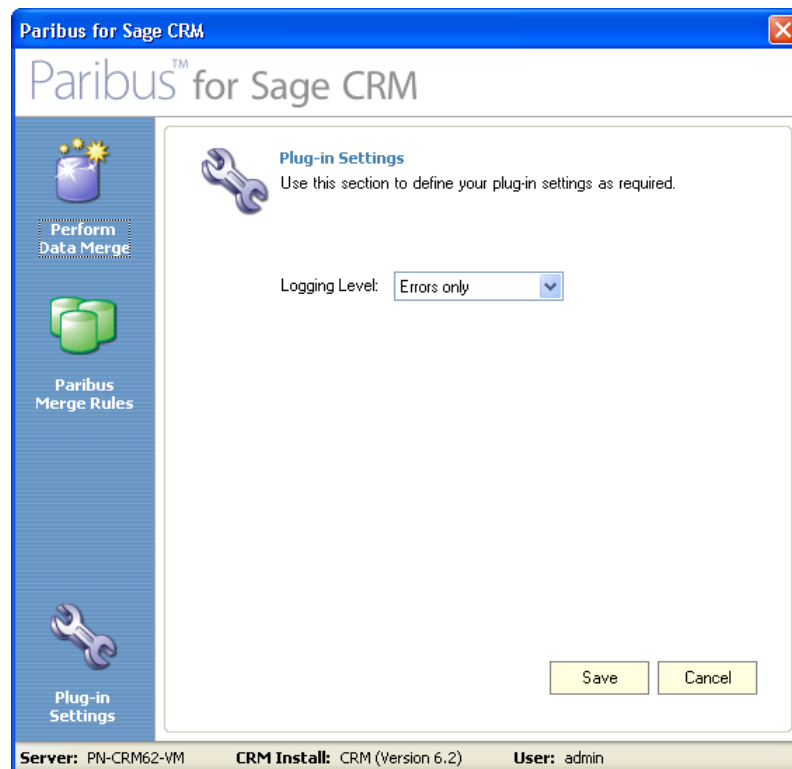 Paribus for Sage CRM
Paribus™ for Sage CRM
Perform
Data Merge
Paribus
Merge Rules
Plug-in
Settings
Plug-in Settings
Use this section to define your plug-in settings as required.
Logging Level: Errors only
Save Cancel
Server: PN-CRM62-VM CRM Install: CRM (Version 6.2) User: admin